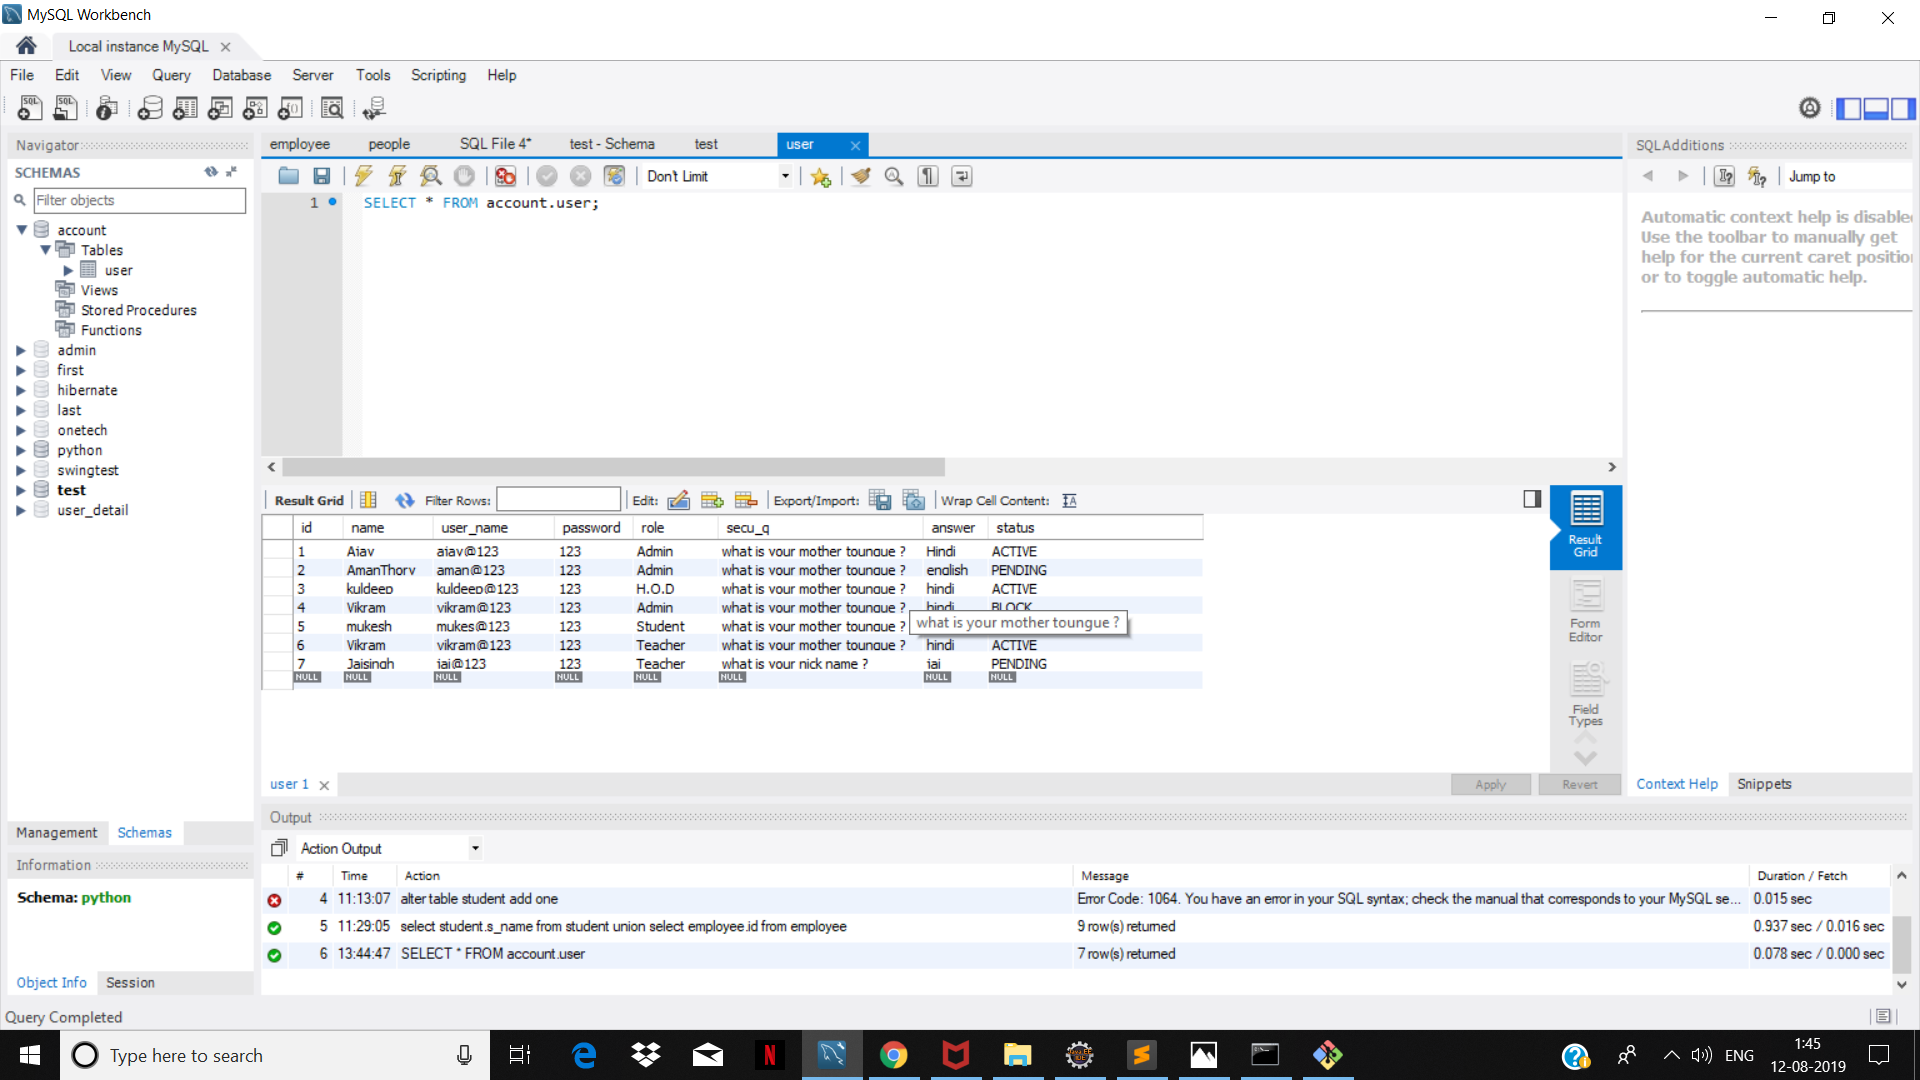 MySQL Workbench
Local instance MySQL
File Edit View Query Database Server Tools Scripting Help
Navigator
SCHEMAS
Filter objects
account
Tables
user
Views
Stored Procedures
Functions
admin
first
hibernate
last
onetech
python
swingtest
test
user_detail
Management Schemas
Information
Schema: python
Object Info Session
employee people SQL File 4* test - Schema test user
Don't Limit
1 SELECT * FROM account.user;
Result Grid Filter Rows: Edit: Export/Import: Wrap Cell Content:
id name user_name password role secu_q answer status
1 Ajay ajay@123 123 Admin what is your mother toungue ? Hindi ACTIVE
2 AmanThory aman@123 123 Admin what is your mother toungue ? english PENDING
3 kuldeep kuldeep@123 123 H.O.D what is your mother toungue ? hindi ACTIVE
4 Vikram vikram@123 123 Admin what is your mother toungue ? hindi BLOCK
5 mukesh mukes@123 123 Student what is your mother toungue ?
what is your mother toungue ?
6 Vikram vikram@123 123 Teacher what is your mother toungue ? hindi ACTIVE
7 Jaisingh jai@123 123 Teacher what is your nick name ? jai PENDING
NULL NULL NULL NULL NULL NULL NULL NULL
Result Grid
Form Editor
Field Types
user 1
Apply Revert
SQLAdditions
Jump to
Automatic context help is disable
Use the toolbar to manually get
help for the current caret positio
or to toggle automatic help.
Context Help Snippets
Output
Action Output
# Time Action Message Duration / Fetch
4 11:13:07 alter table student add one Error Code: 1064. You have an error in your SQL syntax; check the manual that corresponds to your MySQL se... 0.015 sec
5 11:29:05 select student.s_name from student union select employee.id from employee 9 row(s) returned 0.937 sec / 0.016 sec
6 13:44:47 SELECT * FROM account.user 7 row(s) returned 0.078 sec / 0.000 sec
Query Completed
Type here to search
ENG
1:45
12-08-2019